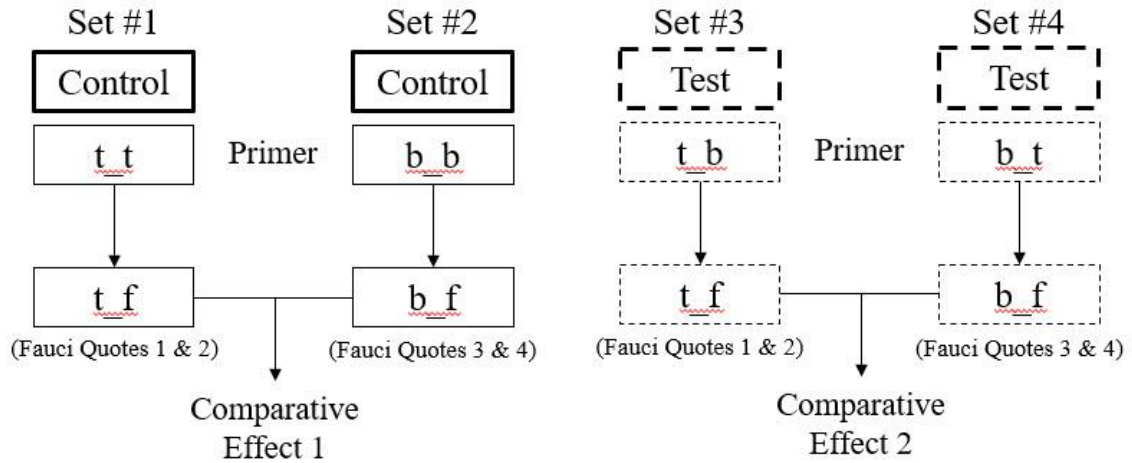 Set #1
Set #2
Set #3
Set #4
Control
Control
Test
Test
t_t
Primer
b_b
t_b
Primer
b_t
t_f
b_f
t_f
b_f
(Fauci Quotes 1 & 2)
(Fauci Quotes 3 & 4)
(Fauci Quotes 1 & 2)
(Fauci Quotes 3 & 4)
Comparative
Effect 1
Comparative
Effect 2